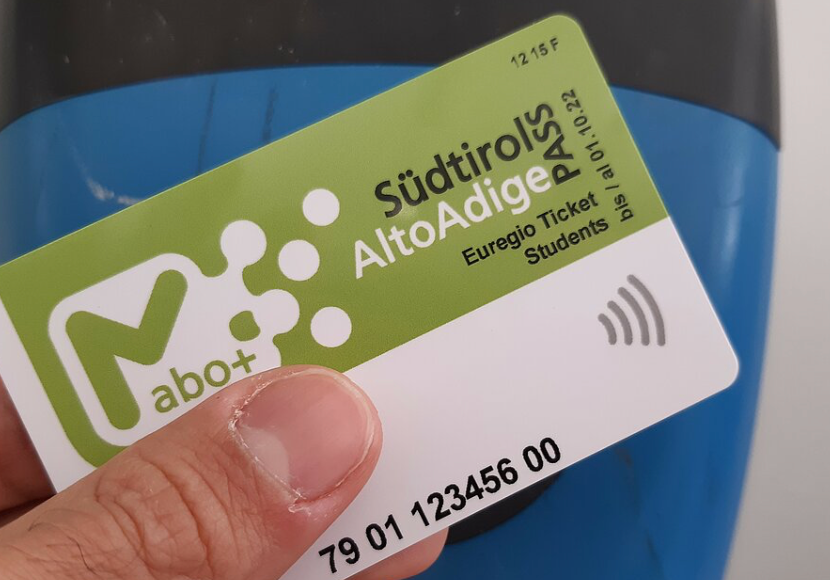 12 15 F
Südtirol
AltoAdige
PASS
Euregio Ticket
Students
bis / al 01.10.22
abo+
79 01 123456 00